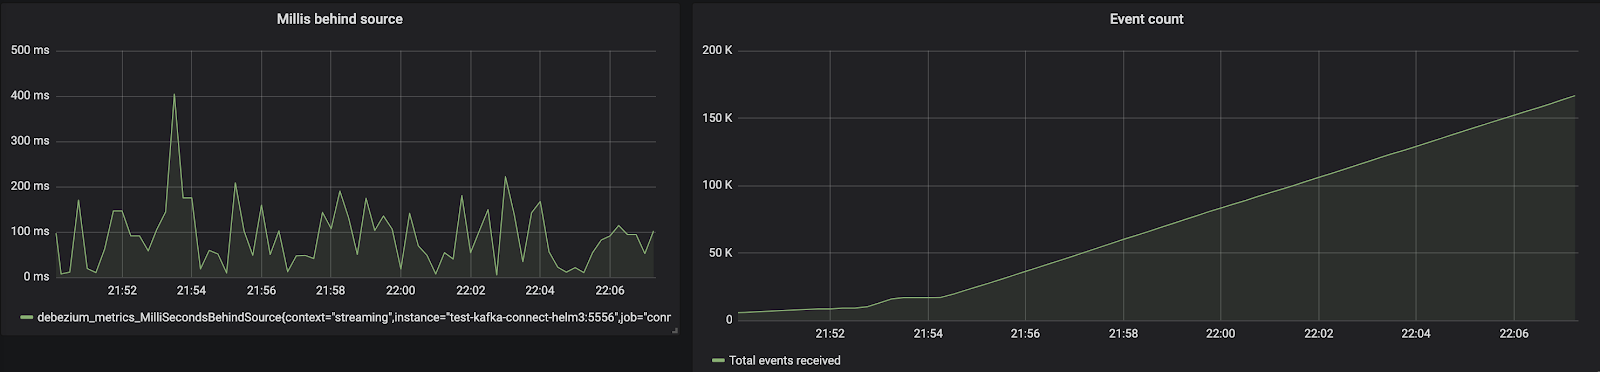 Millis behind source
500 ms
400 ms
300 ms
200 ms
100 ms
0 ms
21:52 21:54 21:56 21:58 22:00 22:02 22:04 22:06
debezium_metrics_MilliSecondsBehindSource{context="streaming",instance="test-kafka-connect-helm3:5556",job="conn
Event count
200 K
150 K
100 K
50 K
0
21:52 21:54 21:56 21:58 22:00 22:02 22:04 22:06
Total events received